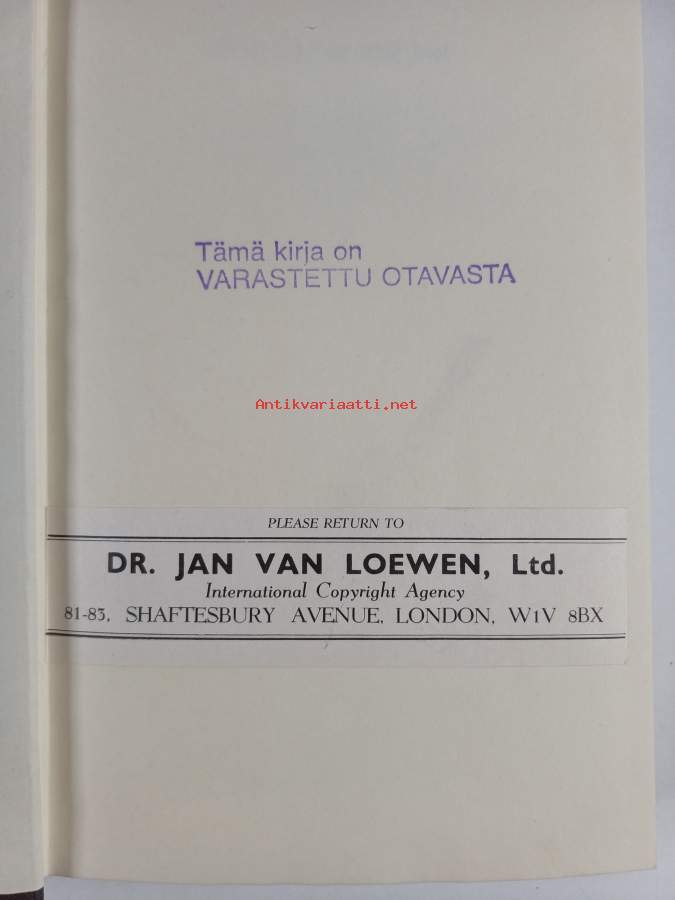 Tämä kirja on
VARASTETTU OTAVASTA
Antikvariaatti.net
PLEASE RETURN TO
DR. JAN VAN LOEWEN, Ltd.
International Copyright Agency
81-83, SHAFTESBURY AVENUE, LONDON, W1V 8BX